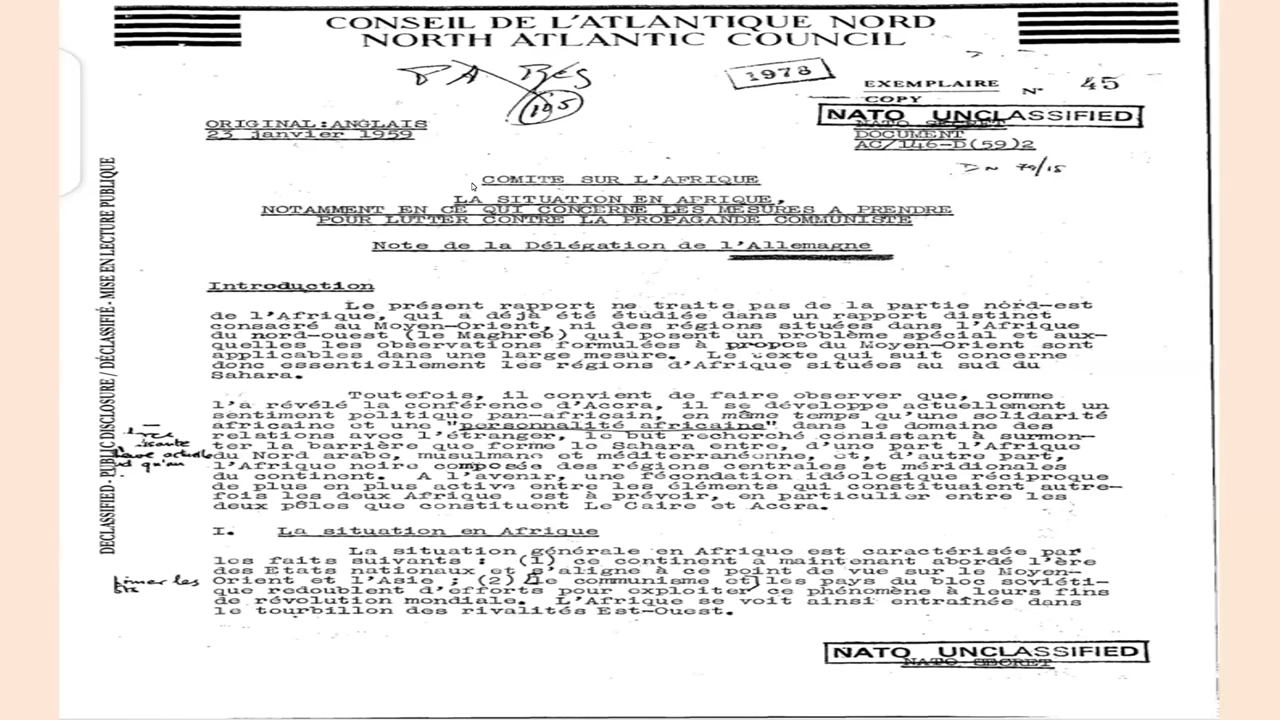 CONSEIL DE L'ATLANTIQUE NORD
NORTH ATLANTIC COUNCIL
1978
EXEMPLAIRE
COPY
N° 45
NATO UNCLASSIFIED
NATO SECRET
ORIGINAL:ANGLAIS
23 janvier 1959
DOCUMENT
AC/146-D(59)2
COMITE SUR L'AFRIQUE
LA SITUATION EN AFRIQUE,
NOTAMMENT EN CE QUI CONCERNE LES MESURES A PRENDRE
POUR LUTTER CONTRE LA PROPAGANDE COMMUNISTE
Note de la Délégation de l'Allemagne
DECLASSIFIED - PUBLIC DISCLOSURE / DÉCLASSIFIÉ - MISE EN LECTURE PUBLIQUE
Introduction
Le présent rapport ne traite pas de la partie nord-est
de l'Afrique, qui a déjà été étudiée dans un rapport distinct
consacré au Moyen-Orient, ni des régions situées dans l'Afrique
du nord-ouest (le Maghreb) qui posent un problème spécial et aux-
quelles les observations formulées à propos du Moyen-Orient sont
applicables dans une large mesure. Le texte qui suit concerne
donc essentiellement les régions d'Afrique situées au sud du
Sahara.
Toutefois, il convient de faire observer que, comme
l'a révélé la conférence d'Accra, il se développe actuellement un
sentiment politique pan-africain, en même temps qu'une solidarité
africaine et une "personnalité africaine" dans le domaine des
relations avec l'étranger, le but recherché consistant à surmon-
ter la barrière que forme le Sahara entre, d'une part l'Afrique
du Nord arabe, musulmane et méditerranéenne, et, d'autre part,
l'Afrique noire composée des régions centrales et méridionales
du continent. A l'avenir, une fécondation idéologique réciproque
de plus en plus active entre les éléments qui constituaient autre-
fois les deux Afrique est à prévoir, en particulier entre les
deux pôles que constituent Le Caire et Accra.
I. La situation en Afrique
La situation générale en Afrique est caractérisée par
les faits suivants : (1) ce continent a maintenant abordé l'ère
des Etats nationaux et s'aligne à ce point de vue sur le Moyen-
Orient et l'Asie ; (2) le communisme et les pays du bloc soviéti-
que redoublent d'efforts pour exploiter ce phénomène à leurs fins
de révolution mondiale. L'Afrique se voit ainsi entraînée dans
le tourbillon des rivalités Est-Ouest.
NATO UNCLASSIFIED
NATO SECRET